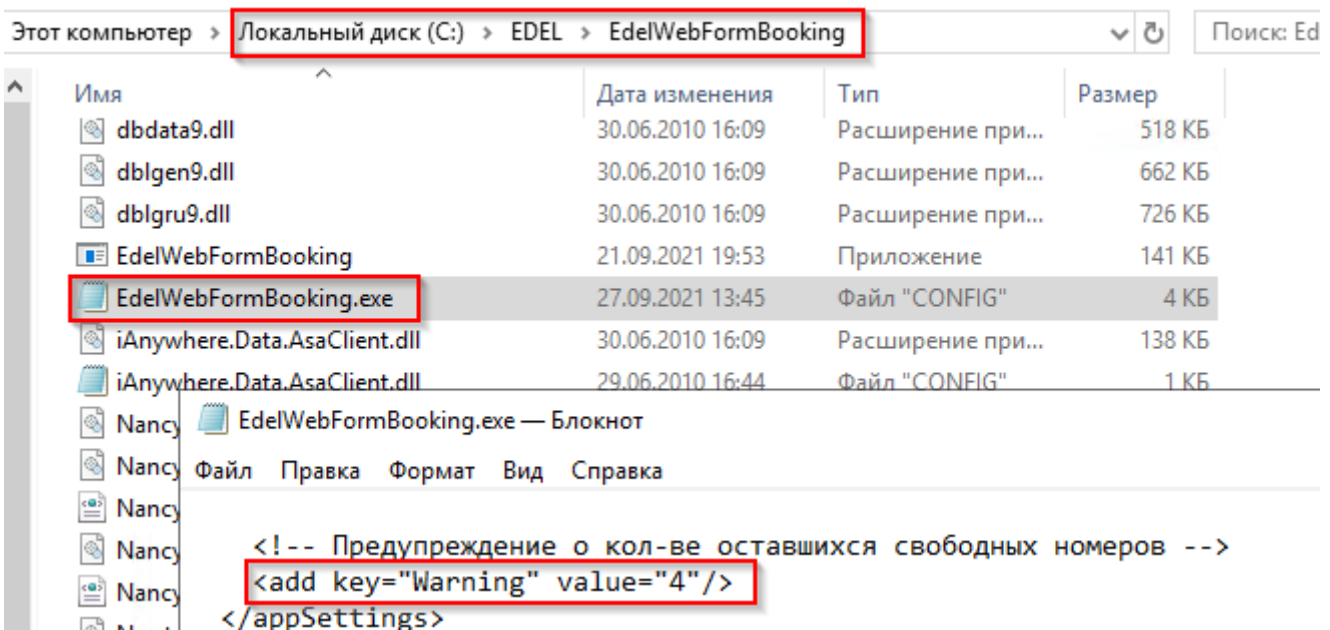 Этот компьютер > Локальный диск (C:) > EDEL > EdelWebFormBooking Поиск: Ed
Имя Дата изменения Тип Размер
dbdata9.dll 30.06.2010 16:09 Расширение при... 518 КБ
dblgen9.dll 30.06.2010 16:09 Расширение при... 662 КБ
dblgru9.dll 30.06.2010 16:09 Расширение при... 726 КБ
EdelWebFormBooking 21.09.2021 19:53 Приложение 141 КБ
EdelWebFormBooking.exe 27.09.2021 13:45 Файл "CONFIG" 4 КБ
iAnywhere.Data.AsaClient.dll 30.06.2010 16:09 Расширение при... 138 КБ
iAnywhere.Data.AsaClient.dll 29.06.2010 16:44 Файл "CONFIG" 1 КБ
Nancy
EdelWebFormBooking.exe — Блокнот
Nancy
Файл Правка Формат Вид Справка
Nancy
Nancy
<!-- Предупреждение о кол-ве оставшихся свободных номеров -->
Nancy
<add key="Warning" value="4"/>
</appSettings>